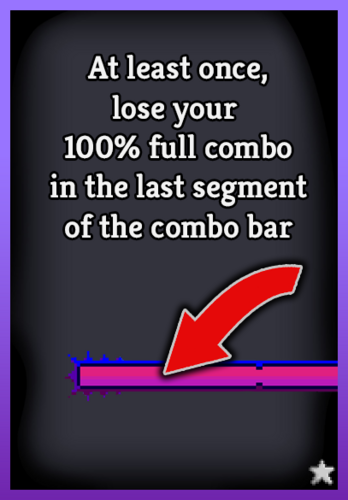 At least once,
lose your
100% full combo
in the last segment
of the combo bar